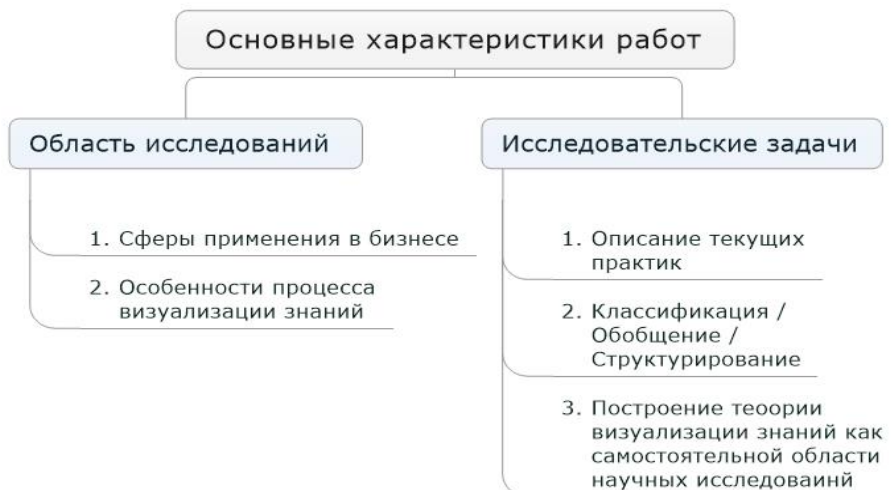 Основные характеристики работ
Область исследований
1. Сферы применения в бизнесе
2. Особенности процесса
визуализации знаний
Исследовательские задачи
1. Описание текущих
практик
2. Классификация /
Обобщение /
Структурирование
3. Построение теоории
визуализации знаний как
самостоятельной области
научных исследоваинй